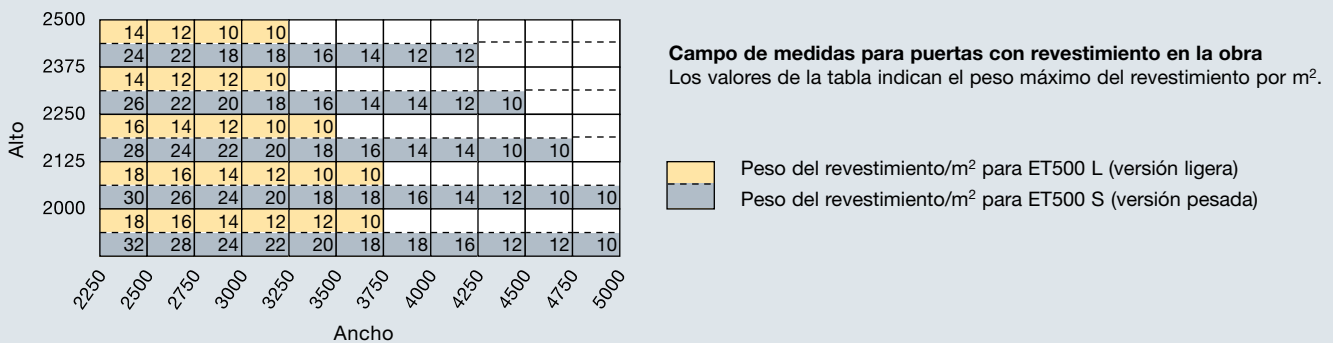 2500
14 12 10 10
24 22 18 18 16 14 12 12
2375
14 12 12 10
26 22 20 18 16 14 14 12 10
2250
16 14 12 10 10
28 24 22 20 18 16 14 14 10 10
2125
18 16 14 12 10 10
30 26 24 20 18 18 16 14 12 10 10
2000
18 16 14 12 12 10
32 28 24 22 20 18 18 16 12 12 10
Alto
2250 2500 2750 3000 3250 3500 3750 4000 4250 4500 4750 5000
Ancho
Campo de medidas para puertas con revestimiento en la obra
Los valores de la tabla indican el peso máximo del revestimiento por m².
Peso del revestimiento/m² para ET500 L (versión ligera)
Peso del revestimiento/m² para ET500 S (versión pesada)